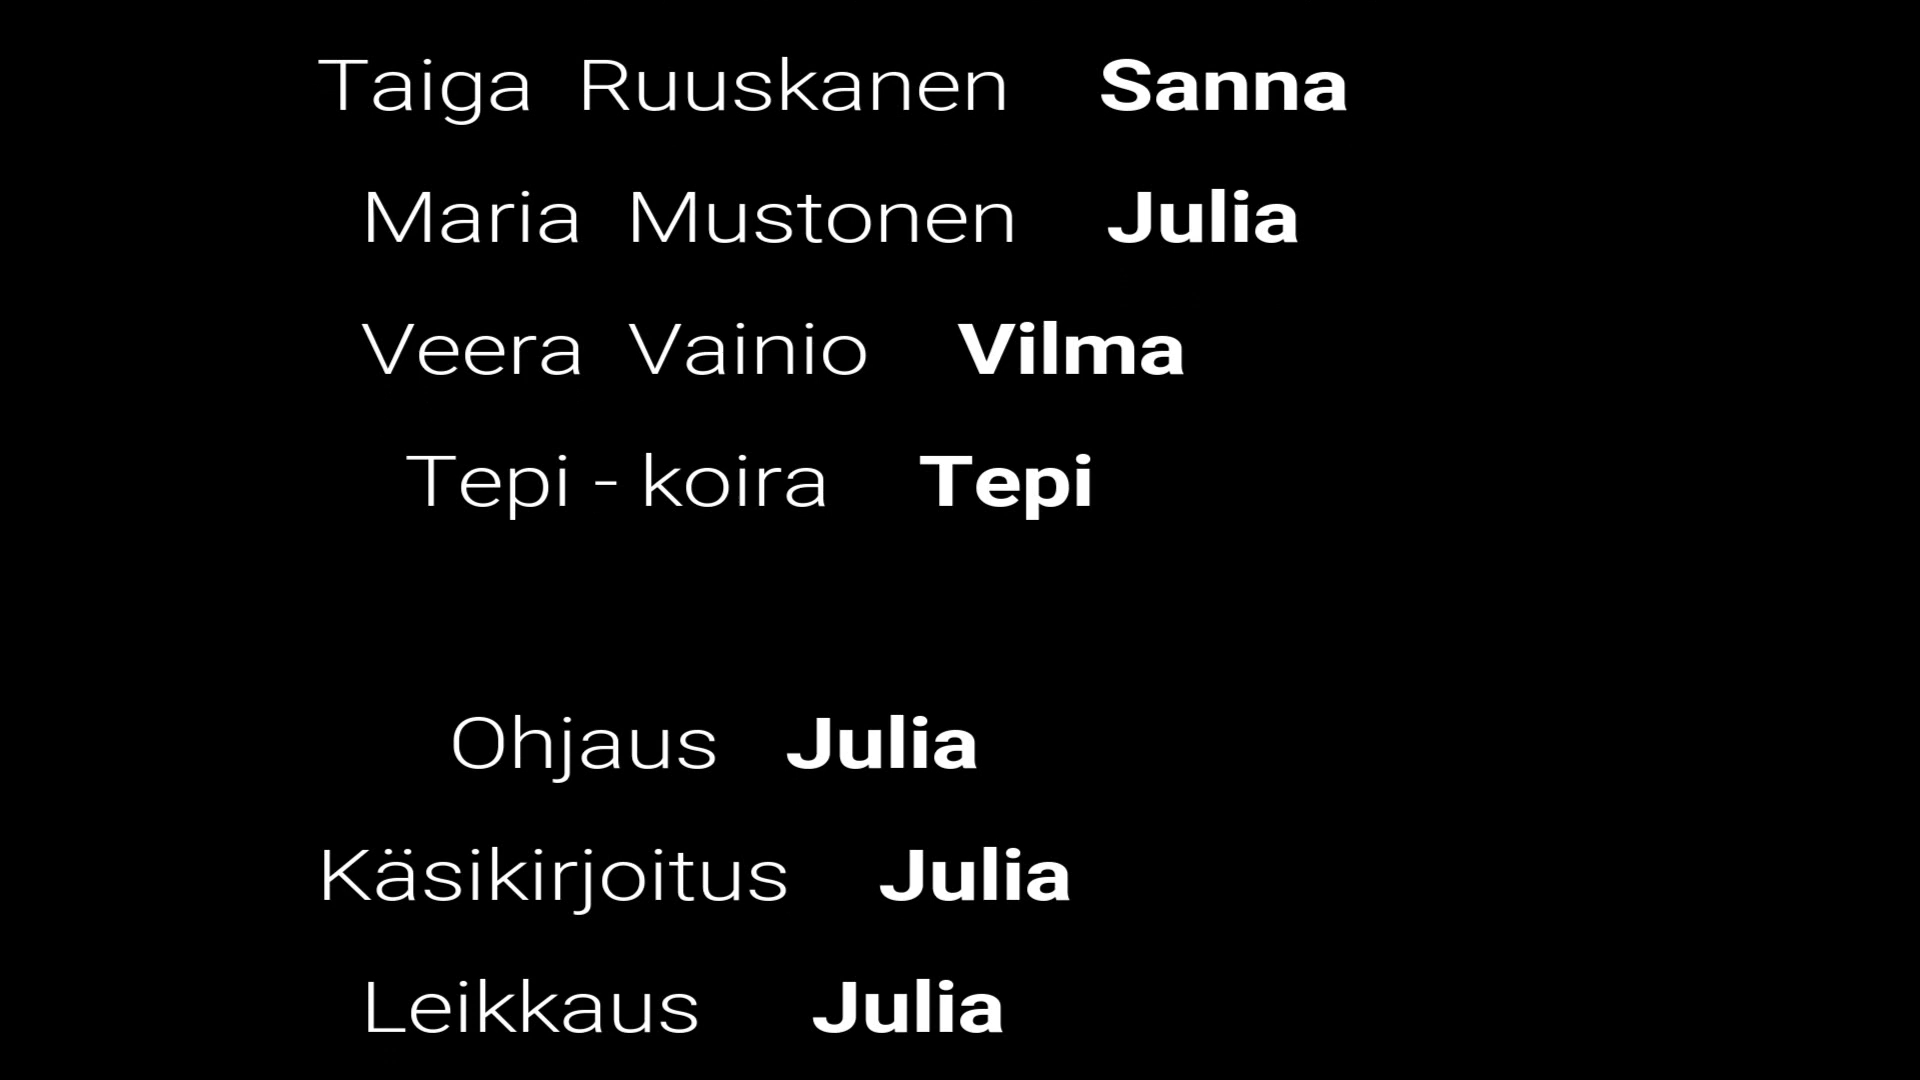 Taiga Ruuskanen Sanna
Maria Mustonen Julia
Veera Vainio Vilma
Tepi - koira Tepi
Ohjaus Julia
Käsikirjoitus Julia
Leikkaus Julia